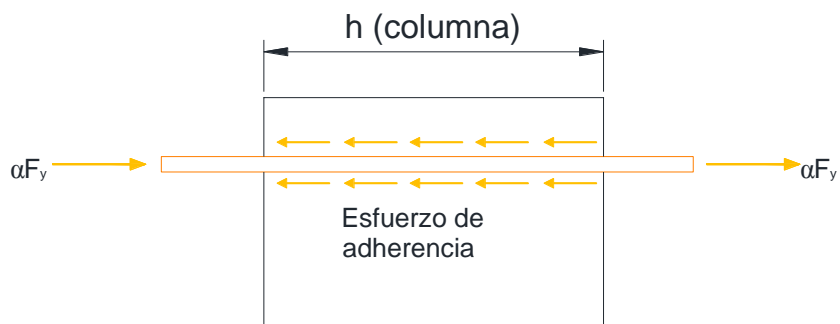 h (columna)
αFy
αFy
Esfuerzo de
adherencia